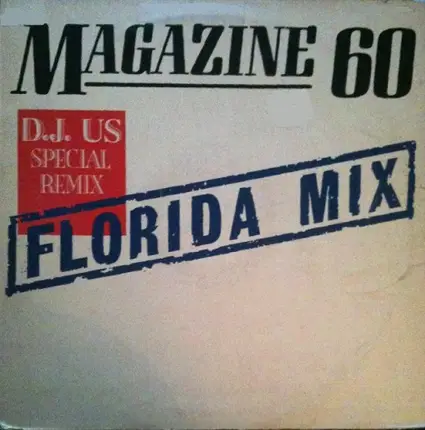 MAGAZINE 60
D.J. US
SPECIAL
REMIX
FLORIDA MIX